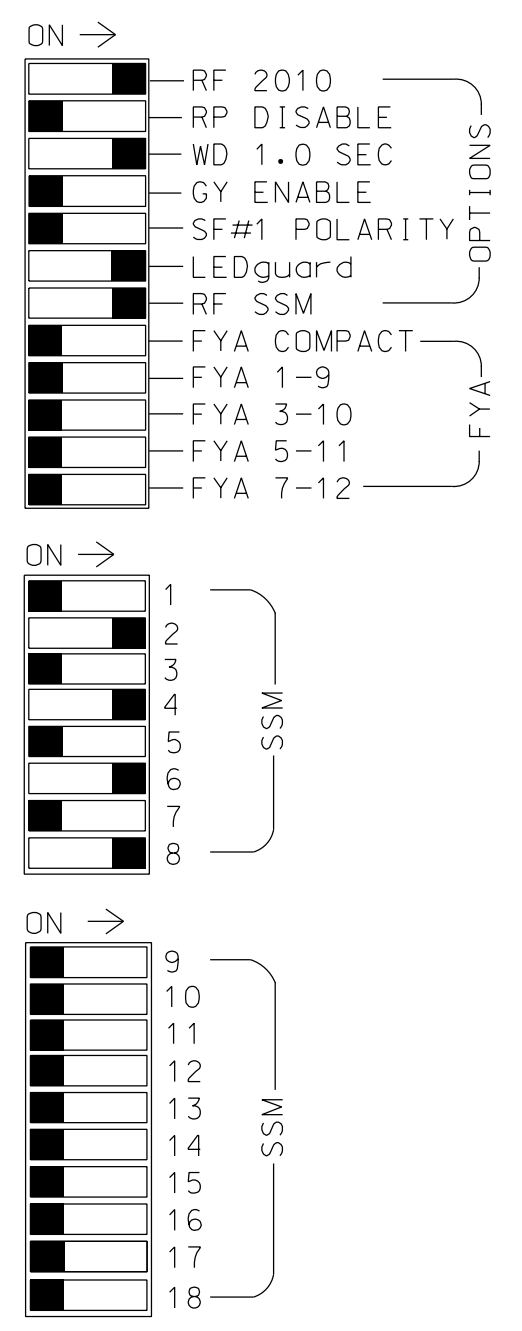 ON →
RF 2010
RP DISABLE
WD 1.0 SEC
GY ENABLE
SF#1 POLARITY
LEDguard
RF SSM
OPTIONS
FYA COMPACT
FYA 1-9
FYA 3-10
FYA 5-11
FYA 7-12
FYA
ON →
1
2
3
4
5
6
7
8
SSM
ON →
9
10
11
12
13
14
15
16
17
18
SSM